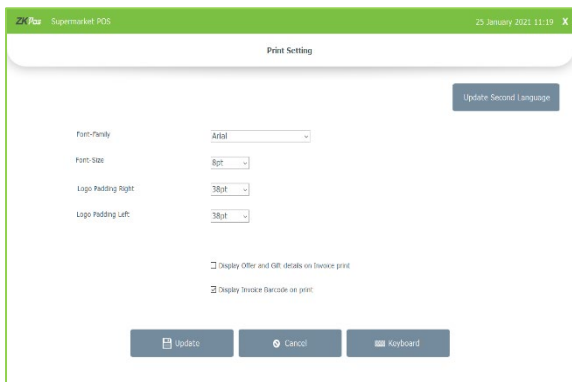 ZKPos Supermarket POS 25 January 2021 11:19 X
Print Setting
Update Second Language
Font-Family Arial
Font-Size 8pt
Logo Padding Right 38pt
Logo Padding Left 38pt
Display Offer and Gift details on Invoice print
Display Invoice Barcode on print
Update Cancel Keyboard